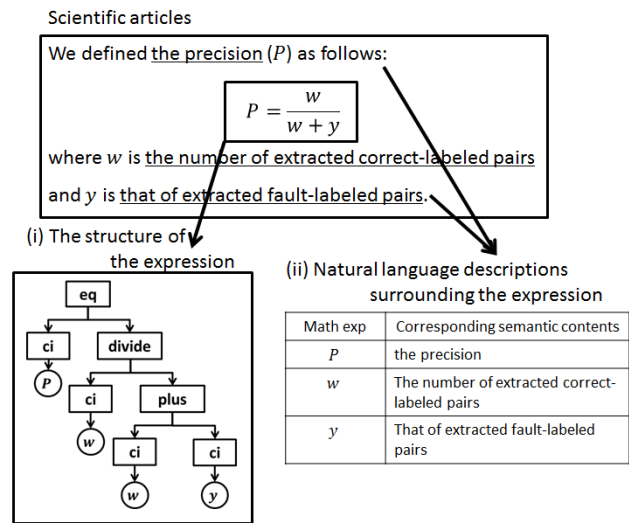 Scientific articles
We defined the precision (P) as follows:
P = w / (w + y)
where w is the number of extracted correct-labeled pairs
and y is that of extracted fault-labeled pairs.
(i) The structure of
the expression
eq
ci divide
P ci plus
w ci ci
w y
(ii) Natural language descriptions
surrounding the expression
Math exp Corresponding semantic contents
P the precision
w The number of extracted correct-
labeled pairs
y That of extracted fault-labeled
pairs